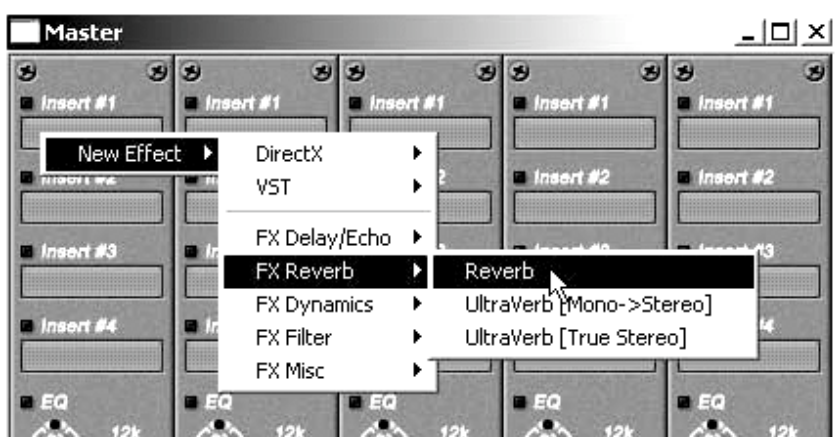 Master
Insert #1 Insert #1 Insert #1 Insert #1 Insert #1
New Effect DirectX
VST
Insert #2 Insert #2
FX Delay/Echo
Insert #3
FX Reverb Reverb
FX Dynamics UltraVerb [Mono->Stereo]
Insert #4 FX Filter UltraVerb [True Stereo]
FX Misc
EQ EQ EQ EQ EQ
12k 12k 12k 12k 12k